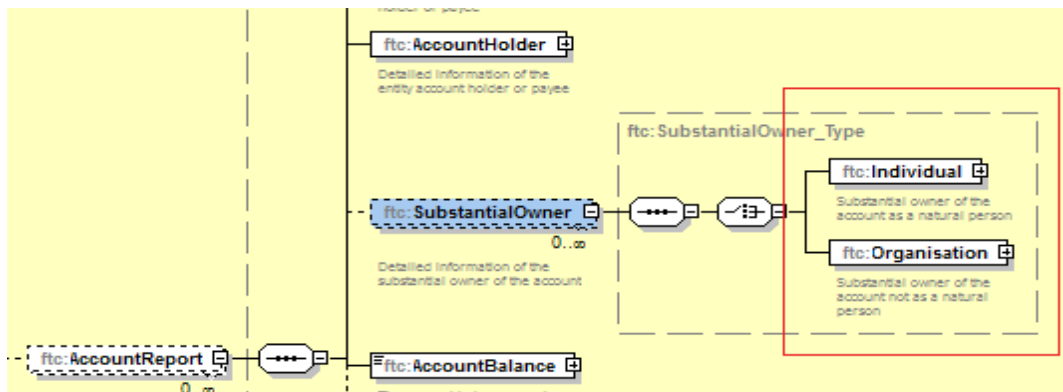 holder or payee
ftc:AccountHolder
Detailed Information of the
entity account holder or payee
ftc:SubstantialOwner_Type
ftc:Individual
Substantial owner of the
account as a natural person
ftc:SubstantialOwner
0..∞
Detailed Information of the
substantial owner of the account
ftc:Organisation
Substantial owner of the
account not as a natural
person
ftc:AccountReport
0..∞
ftc:AccountBalance